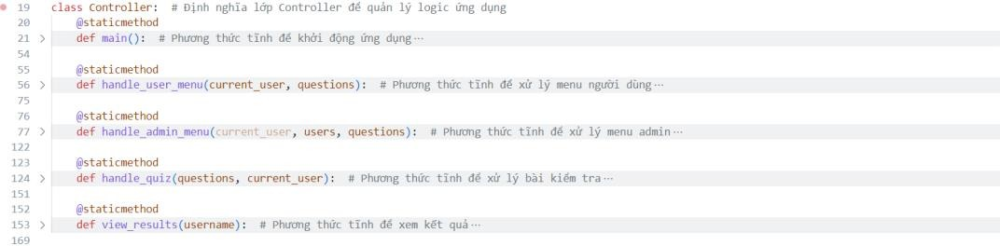 19 class Controller:  # Định nghĩa lớp Controller để quản lý logic ứng dụng
20     @staticmethod
21 >     def main():  # Phương thức tĩnh để khởi động ứng dụng ···
54
55     @staticmethod
56 >     def handle_user_menu(current_user, questions):  # Phương thức tĩnh để xử lý menu người dùng ···
75
76     @staticmethod
77 >     def handle_admin_menu(current_user, users, questions):  # Phương thức tĩnh để xử lý menu admin ···
122
123     @staticmethod
124 >     def handle_quiz(questions, current_user):  # Phương thức tĩnh để xử lý bài kiểm tra ···
151
152     @staticmethod
153 >     def view_results(username):  # Phương thức tĩnh để xem kết quả ···
169